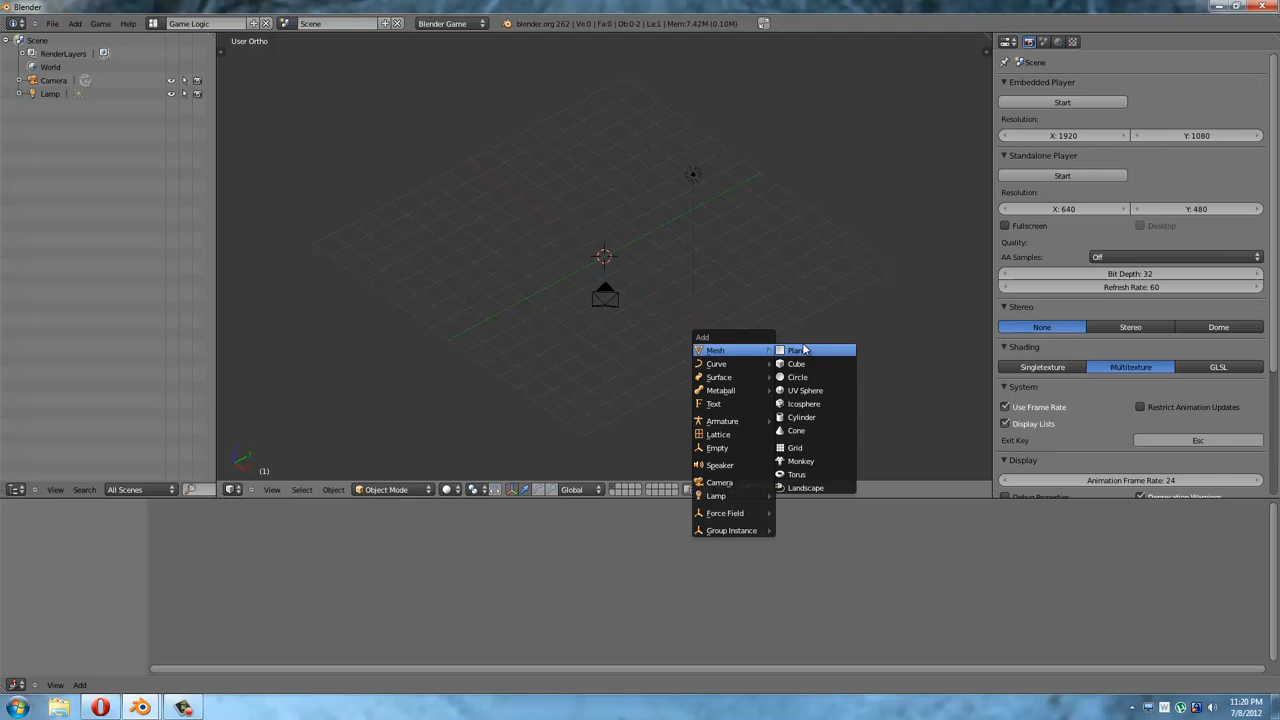 Blender
File Add Game Help Game Logic Scene Blender Game blender.org 262 | Ve:0 | Fa:0 | Ob:0-2 | La:1 | Mem:7.42M (0.10M)
Scene
RenderLayers
World
Camera
Lamp
User Ortho
(1)
Add
Mesh
Curve
Surface
Metaball
Text
Armature
Lattice
Empty
Speaker
Camera
Lamp
Force Field
Group Instance
Plane
Cube
Circle
UV Sphere
Icosphere
Cylinder
Cone
Grid
Monkey
Torus
Landscape
Scene
Embedded Player
Start
Resolution:
X: 1920 Y: 1080
Standalone Player
Start
Resolution:
X: 640 Y: 480
Fullscreen Desktop
Quality:
AA Samples: Off
Bit Depth: 32
Refresh Rate: 60
Stereo
None Stereo Dome
Shading
Singletexture Multitexture GLSL
System
Use Frame Rate Restrict Animation Updates
Display Lists
Exit Key Esc
Display
Animation Frame Rate: 24
Debug Properties Deprecation Warnings
View Search All Scenes
View Select Object Object Mode Global
View Add
11:20 PM
7/8/2012